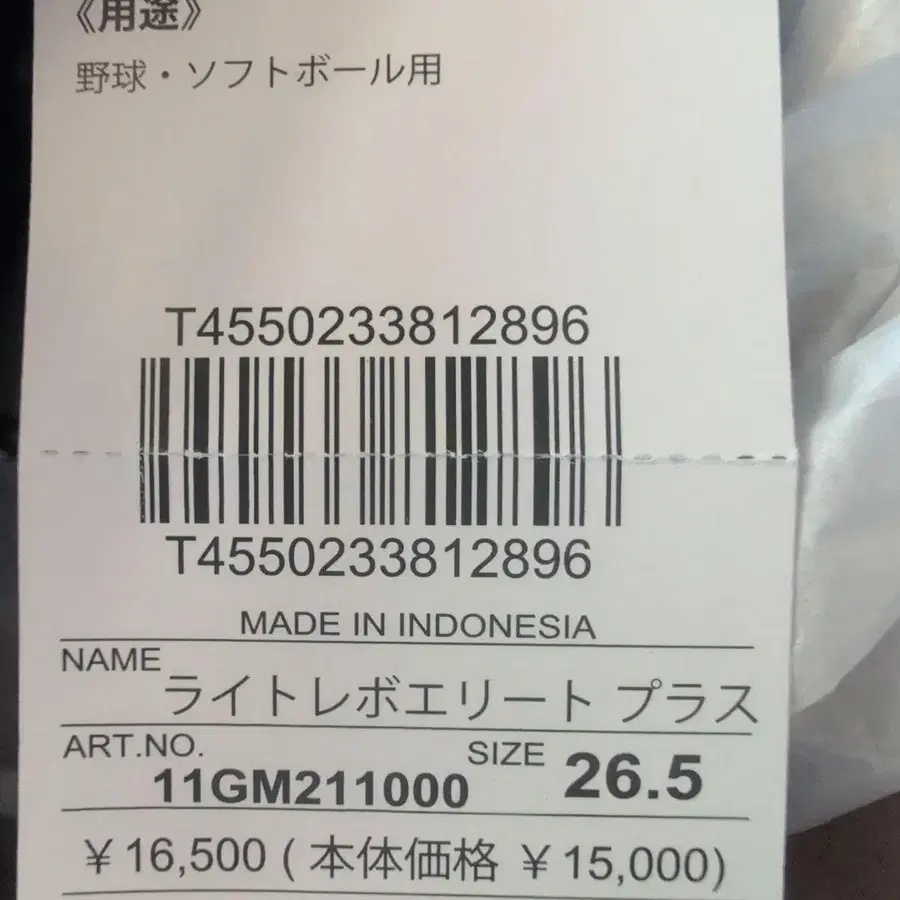 《用途》
野球・ソフトボール用
T4550233812896
T4550233812896
MADE IN INDONESIA
NAME
ライトレボエリート プラス
ART.NO.
11GM211000
SIZE
26.5
￥16,500 ( 本体価格 ￥15,000)